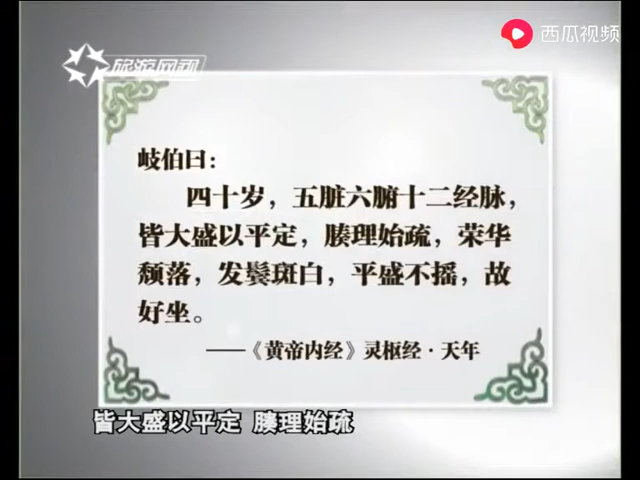 西瓜视频
旅游网视
岐伯曰：
四十岁，五脏六腑十二经脉，
皆大盛以平定，腠理始疏，荣华
颓落，发鬓斑白，平盛不摇，故
好坐。
——《黄帝内经》灵枢经·天年
皆大盛以平定 腠理始疏